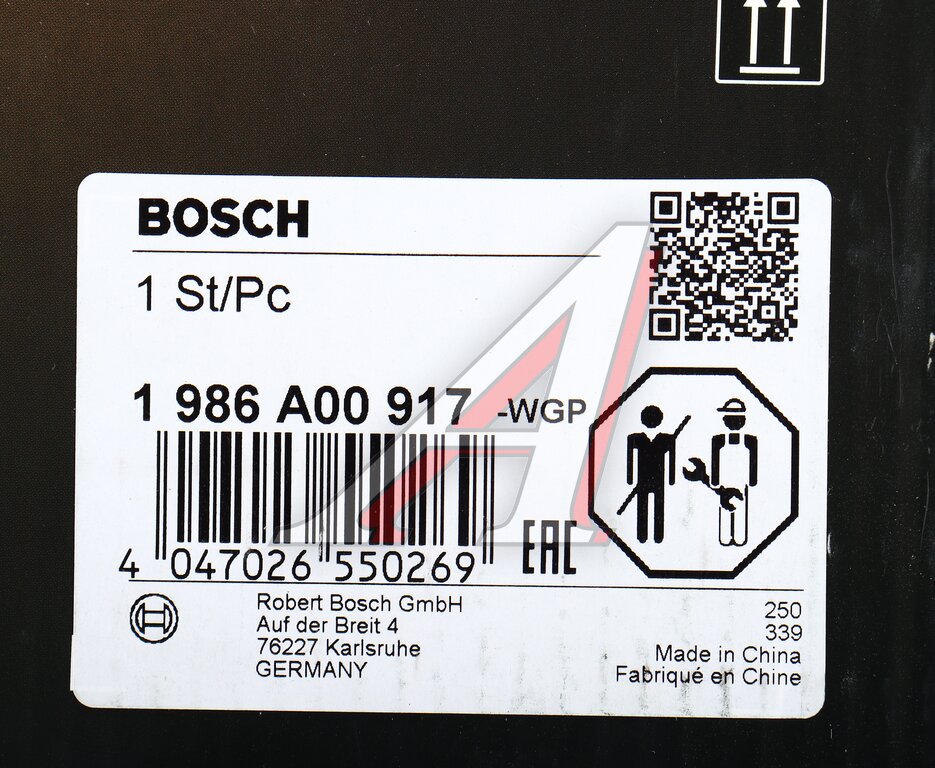 BOSCH
1 St/Pc
1 986 A00 917 -WGP
4 047026 550269
EAC
Robert Bosch GmbH
Auf der Breit 4
76227 Karlsruhe
GERMANY
250
339
Made in China
Fabriqué en Chine